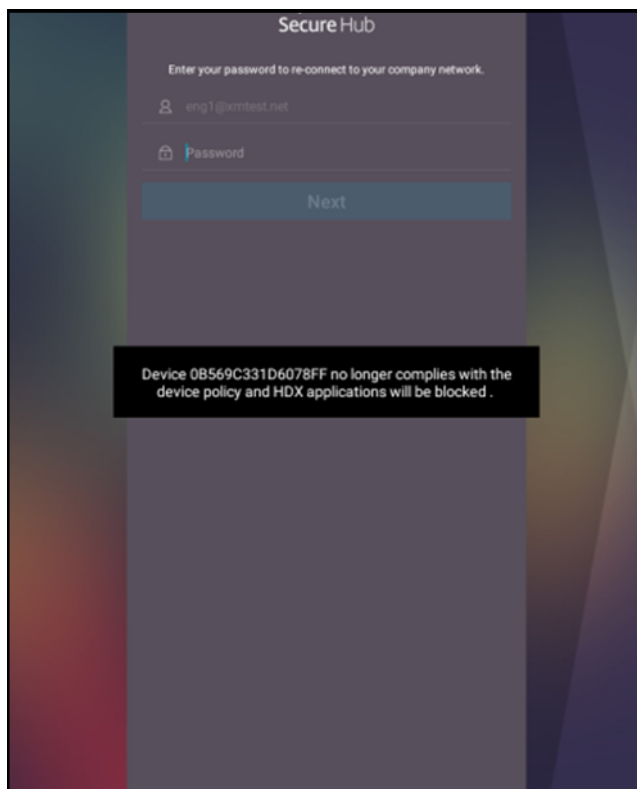 Secure Hub
Enter your password to re-connect to your company network.
eng1@xmtest.net
Password
Next
Device 0B569C331D6078FF no longer complies with the
device policy and HDX applications will be blocked .